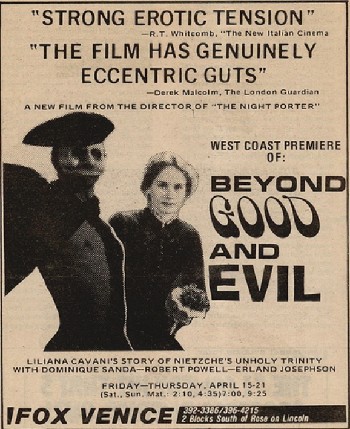 "STRONG EROTIC TENSION"
—R.T. Whitcomb, "The New Italian Cinema
"THE FILM HAS GENUINELY
ECCENTRIC GUTS"
—Derek Malcolm, The London Guardian
A NEW FILM FROM THE DIRECTOR OF "THE NIGHT PORTER"
WEST COAST PREMIERE
OF:
BEYOND
GOOD
AND
EVIL
LILIANA CAVANI'S STORY OF NIETZCHE'S UNHOLY TRINITY
WITH DOMINIQUE SANDA—ROBERT POWELL—ERLAND JOSEPHSON
FRIDAY—THURSDAY, APRIL 15-21
(Sat., Sun. Mat.: 2:10, 4:35) 7:00, 9:25
FOX VENICE
392-3386/396-4215
2 Blocks South of Rose on Lincoln